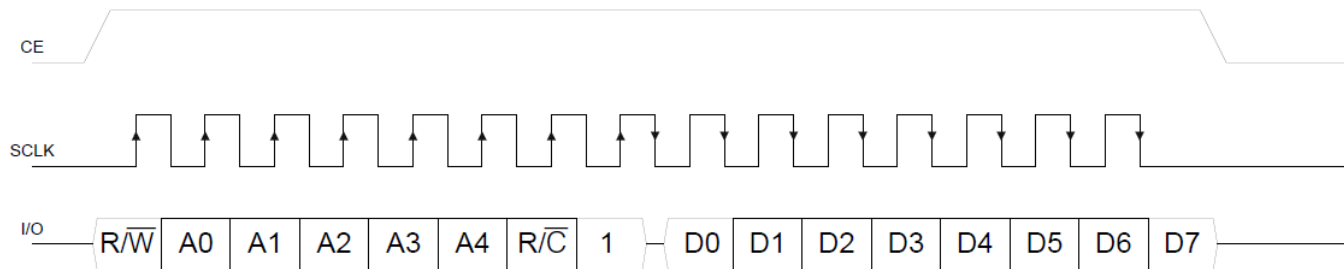 CE
SCLK
I/O R/W̅ A0 A1 A2 A3 A4 R/C̅ 1 D0 D1 D2 D3 D4 D5 D6 D7